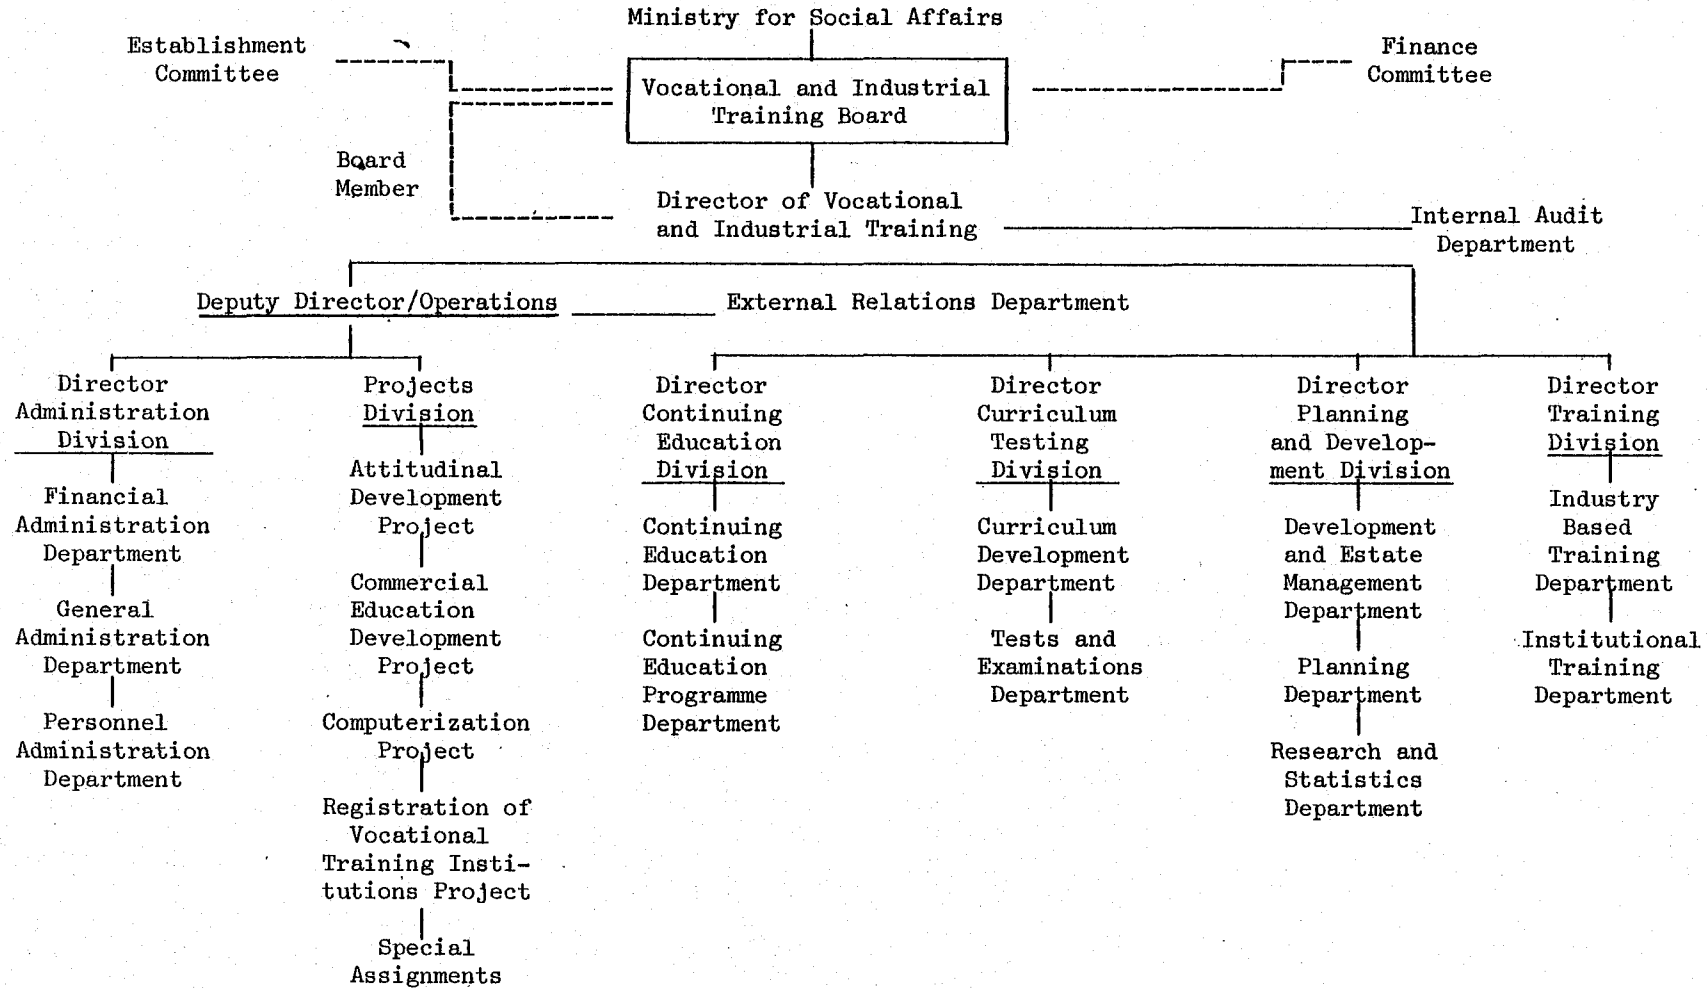 Ministry for Social Affairs
Establishment
Committee
Finance
Committee
Vocational and Industrial
Training Board
Board
Member
Director of Vocational
and Industrial Training
Internal Audit
Department
Deputy Director/Operations
External Relations Department
Director
Administration
Division
Financial
Administration
Department
General
Administration
Department
Personnel
Administration
Department
Projects
Division
Attitudinal
Development
Project
Commercial
Education
Development
Project
Computerization
Project
Registration of
Vocational
Training Insti-
tutions Project
Special
Assignments
Director
Continuing
Education
Division
Continuing
Education
Department
Continuing
Education
Programme
Department
Director
Curriculum
Testing
Division
Curriculum
Development
Department
Tests and
Examinations
Department
Director
Planning
and Develop-
ment Division
Development
and Estate
Management
Department
Planning
Department
Research and
Statistics
Department
Director
Training
Division
Industry
Based
Training
Department
Institutional
Training
Department